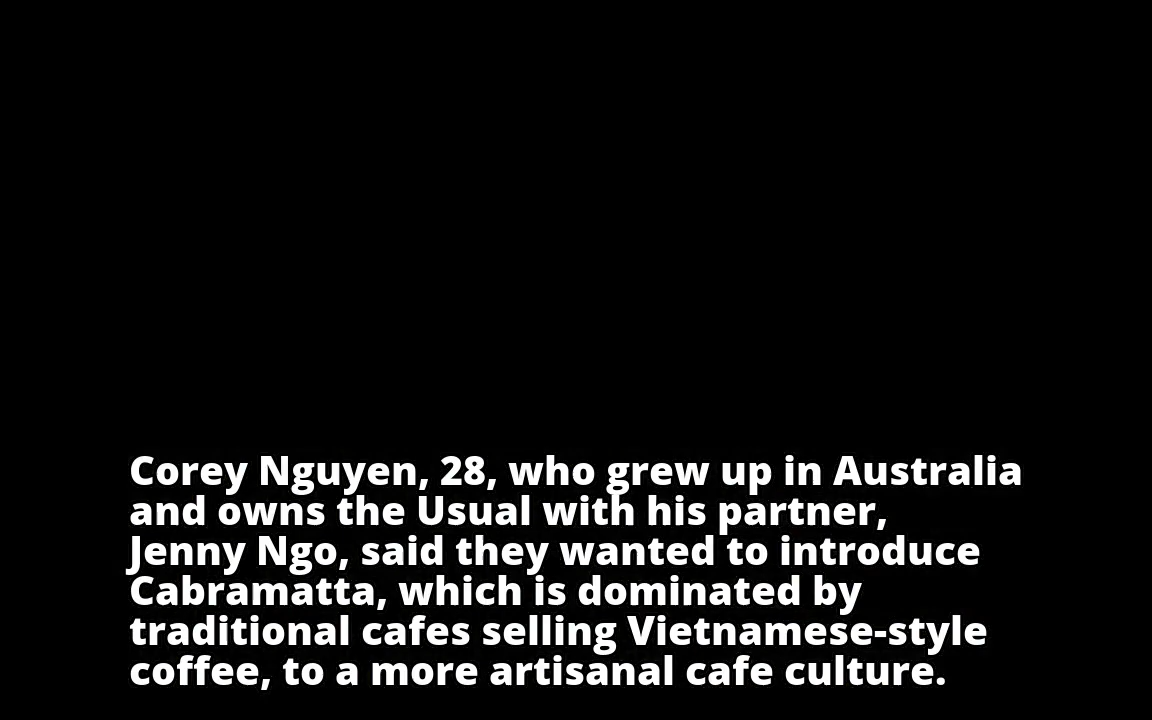 Corey Nguyen, 28, who grew up in Australia
and owns the Usual with his partner,
Jenny Ngo, said they wanted to introduce
Cabramatta, which is dominated by
traditional cafes selling Vietnamese-style
coffee, to a more artisanal cafe culture.